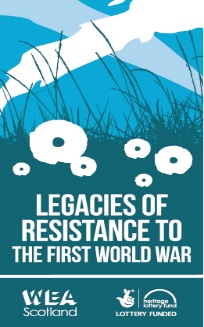 LEGACIES OF
RESISTANCE TO
THE FIRST WORLD WAR
WEA
Scotland
heritage
lottery fund
LOTTERY FUNDED